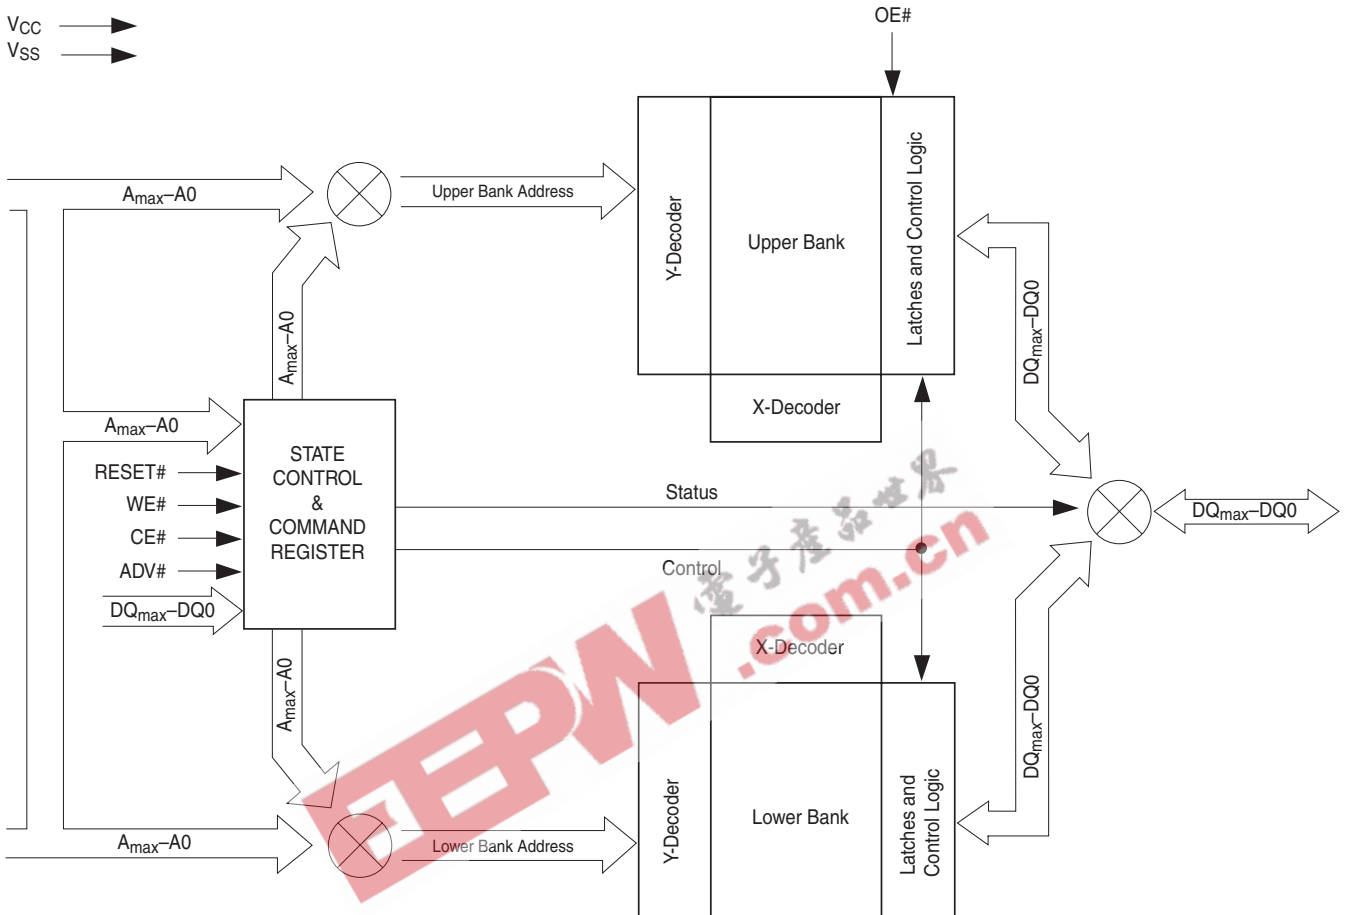 VCC
VSS
OE#
Amax–A0
Upper Bank Address
Y-Decoder
Upper Bank
Latches and Control Logic
X-Decoder
DQmax–DQ0
Amax–A0
Amax–A0
RESET#
WE#
CE#
ADV#
DQmax–DQ0
STATE
CONTROL
&
COMMAND
REGISTER
Status
Control
DQmax–DQ0
Amax–A0
X-Decoder
DQmax–DQ0
Amax–A0
Lower Bank Address
Y-Decoder
Lower Bank
Latches and
Control Logic
EEPW.com.cn
電子產品世界